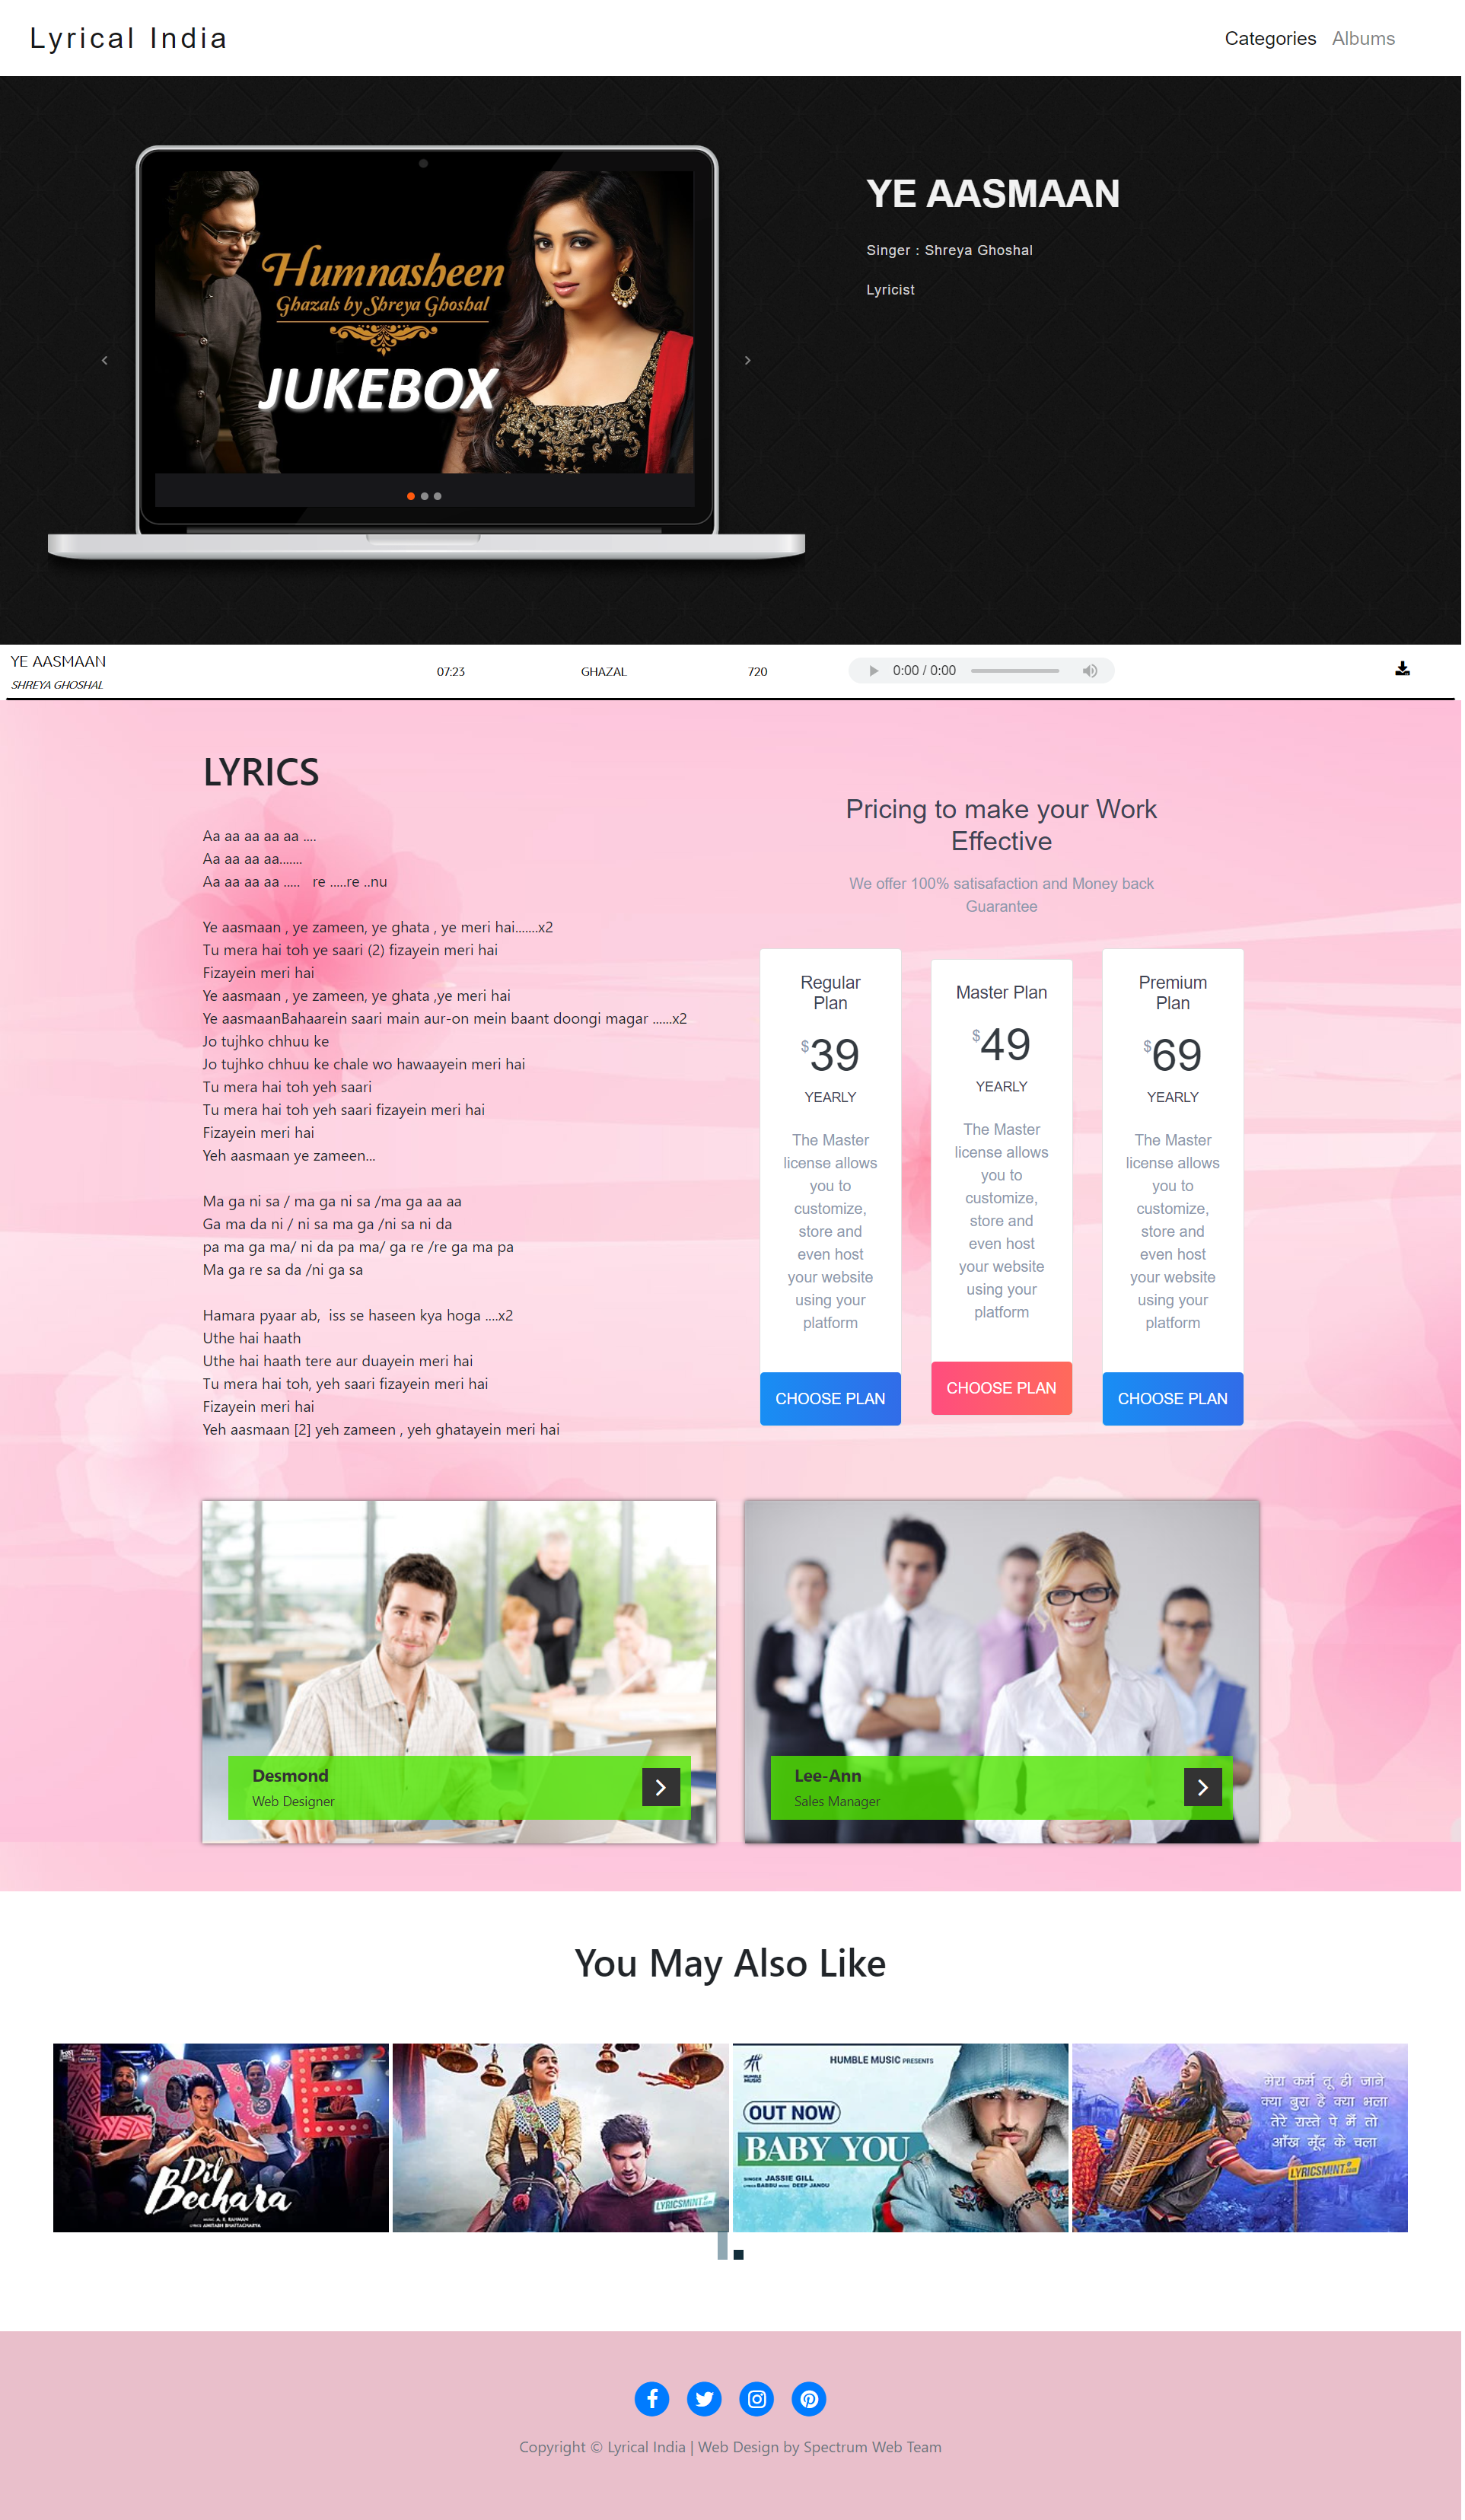 Lyrical India
Categories Albums
Humnasheen
Ghazals by Shreya Ghoshal
JUKEBOX
YE AASMAAN
Singer : Shreya Ghoshal
Lyricist
YE AASMAAN
SHREYA GHOSHAL
07:23
GHAZAL
720
0:00 / 0:00
LYRICS
Aa aa aa aa aa ....
Aa aa aa aa.......
Aa aa aa aa ..... re .....re ..nu
Ye aasmaan , ye zameen, ye ghata , ye meri hai.......x2
Tu mera hai toh ye saari (2) fizayein meri hai
Fizayein meri hai
Ye aasmaan , ye zameen, ye ghata ,ye meri hai
Ye aasmaanBahaarein saari main aur-on mein baant doongi magar ......x2
Jo tujhko chhuu ke
Jo tujhko chhuu ke chale wo hawaayein meri hai
Tu mera hai toh yeh saari
Tu mera hai toh yeh saari fizayein meri hai
Fizayein meri hai
Yeh aasmaan ye zameen...
Ma ga ni sa / ma ga ni sa /ma ga aa aa
Ga ma da ni / ni sa ma ga /ni sa ni da
pa ma ga ma/ ni da pa ma/ ga re /re ga ma pa
Ma ga re sa da /ni ga sa
Hamara pyaar ab, iss se haseen kya hoga ....x2
Uthe hai haath
Uthe hai haath tere aur duayein meri hai
Tu mera hai toh, yeh saari fizayein meri hai
Fizayein meri hai
Yeh aasmaan [2] yeh zameen , yeh ghatayein meri hai
Pricing to make your Work
Effective
We offer 100% satisafaction and Money back
Guarantee
Regular
Plan
$39
YEARLY
The Master
license allows
you to
customize,
store and
even host
your website
using your
platform
CHOOSE PLAN
Master Plan
$49
YEARLY
The Master
license allows
you to
customize,
store and
even host
your website
using your
platform
CHOOSE PLAN
Premium
Plan
$69
YEARLY
The Master
license allows
you to
customize,
store and
even host
your website
using your
platform
CHOOSE PLAN
Desmond
Web Designer
Lee-Ann
Sales Manager
You May Also Like
LOVE
Dil
Bechara
MUSIC: A. R. RAHMAN
LYRICS: AMITABH BHATTACHARYA
LYRICSMINT
HUMBLE MUSIC
HUMBLE MUSIC PRESENTS
OUT NOW
BABY YOU
SINGER JASSIE GILL
LYRICS BABBU MUSIC DEEP JANDU
मेरा कर्म तू ही जाने
क्या बुरा है क्या भला
तेरे रास्ते पे मैं तो
आँख मूँद के चला
LYRICSMINT.com
Copyright © Lyrical India | Web Design by Spectrum Web Team